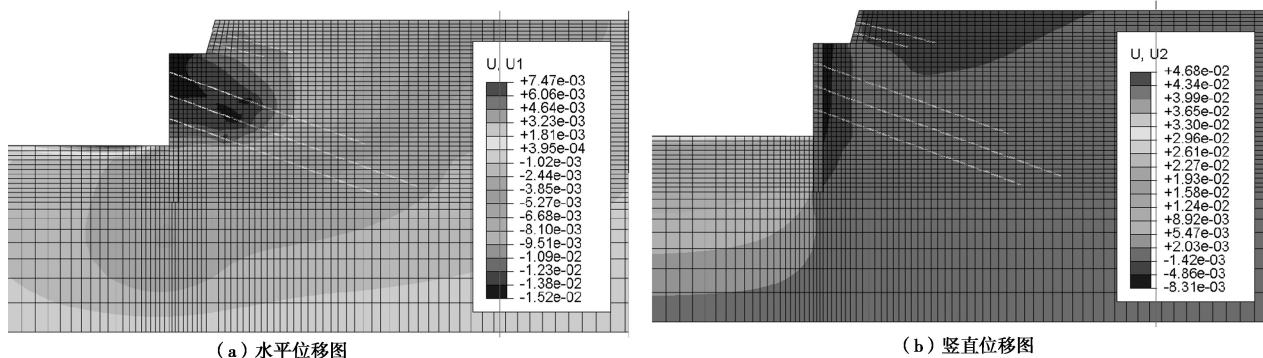 U, U1
+7.47e-03
+6.06e-03
+4.64e-03
+3.23e-03
+1.81e-03
+3.95e-04
-1.02e-03
-2.44e-03
-3.85e-03
-5.27e-03
-6.68e-03
-8.10e-03
-9.51e-03
-1.09e-02
-1.23e-02
-1.38e-02
-1.52e-02
(a)水平位移图
U, U2
+4.68e-02
+4.34e-02
+3.99e-02
+3.65e-02
+3.30e-02
+2.96e-02
+2.61e-02
+2.27e-02
+1.93e-02
+1.58e-02
+1.24e-02
+8.92e-03
+5.47e-03
+2.03e-03
-1.42e-03
-4.86e-03
-8.31e-03
(b)竖直位移图